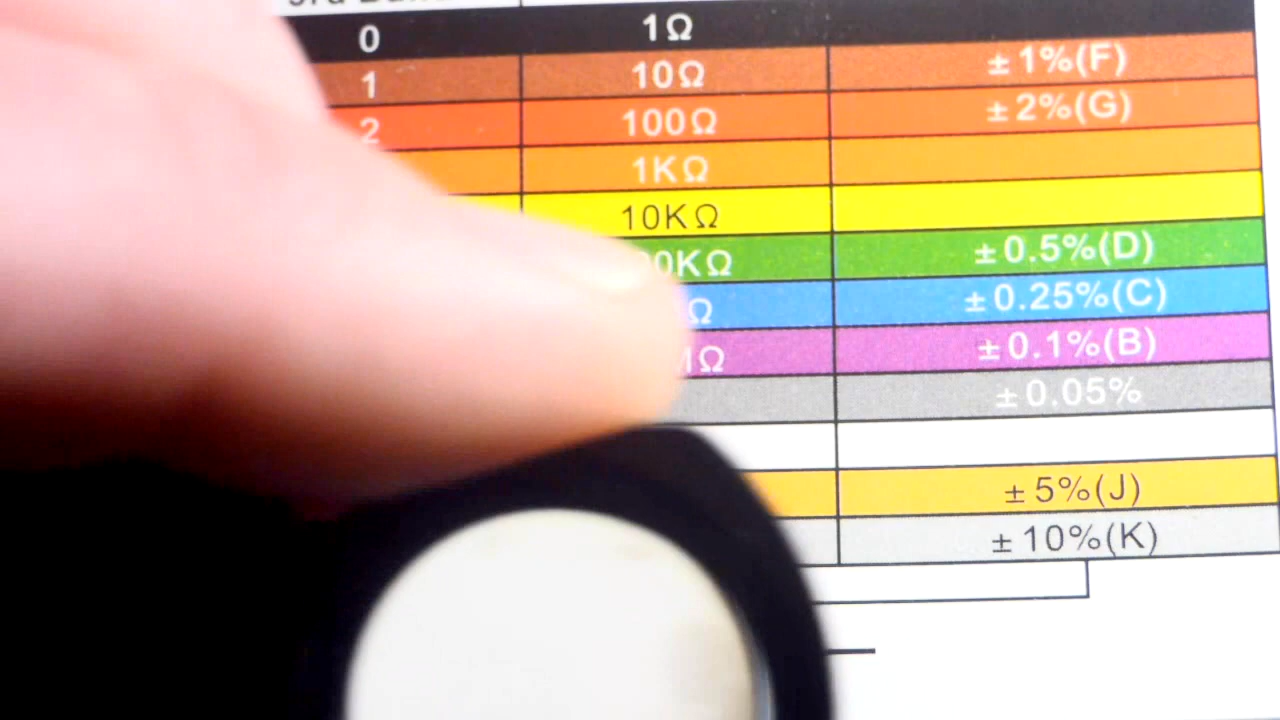 0 1Ω
1 10Ω ±1%(F)
2 100Ω ±2%(G)
1KΩ
10KΩ
0KΩ ±0.5%(D)
Ω ±0.25%(C)
Ω ±0.1%(B)
±0.05%
±5%(J)
±10%(K)